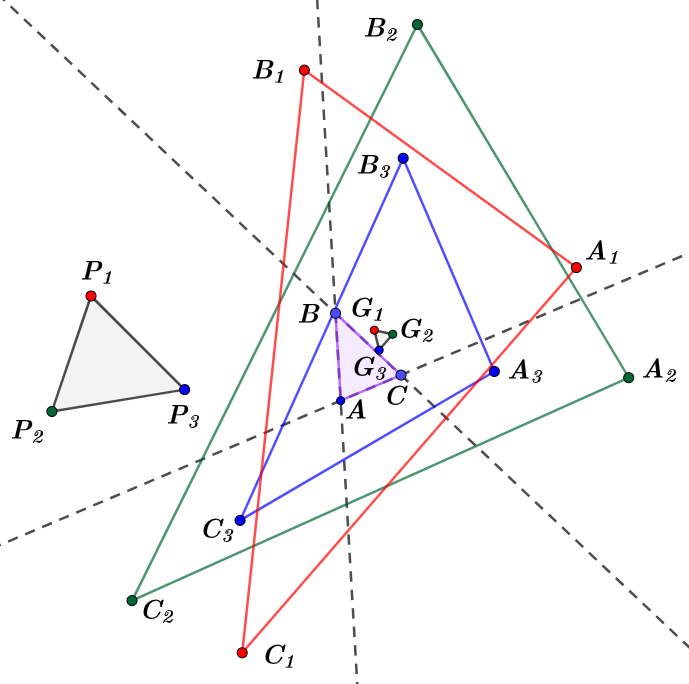 B₂
B₁
B₃
A₁
P₁
B
G₁
G₂
G₃
A₃
A₂
C
A
P₃
P₂
C₃
C₂
C₁